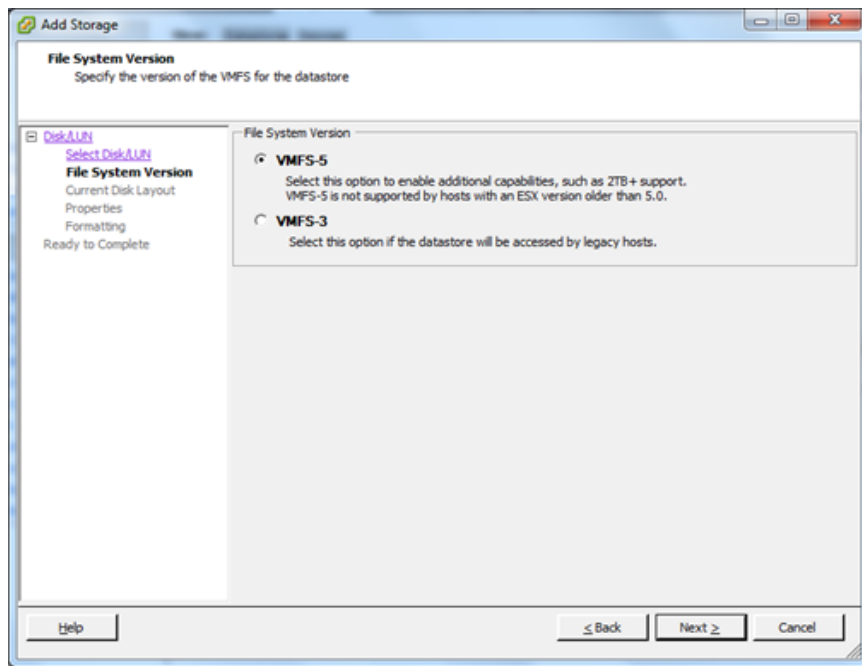 Add Storage
File System Version
Specify the version of the VMFS for the datastore
Disk/LUN
Select Disk/LUN
File System Version
Current Disk Layout
Properties
Formatting
Ready to Complete
File System Version
VMFS-5
Select this option to enable additional capabilities, such as 2TB+ support.
VMFS-5 is not supported by hosts with an ESX version older than 5.0.
VMFS-3
Select this option if the datastore will be accessed by legacy hosts.
Help
≤ Back
Next ≥
Cancel